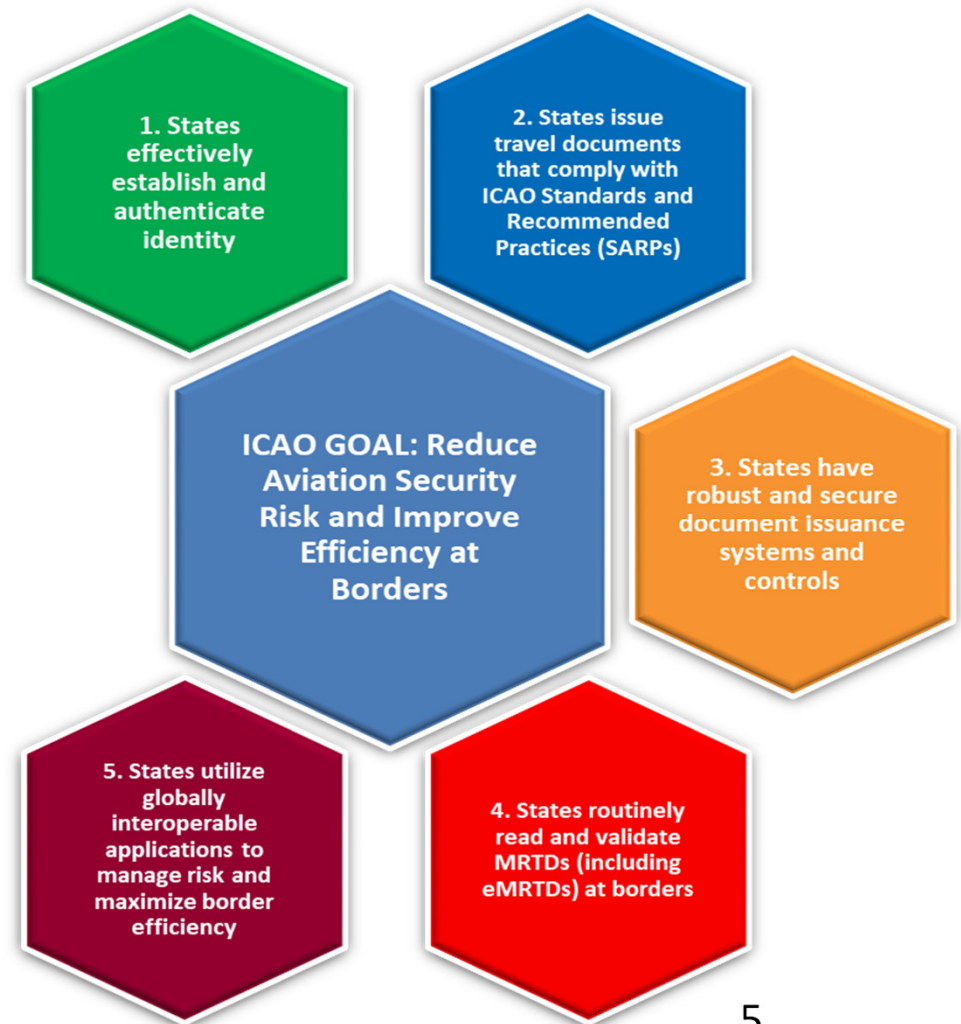 1. States
effectively
establish and
authenticate
identity
2. States issue
travel documents
that comply with
ICAO Standards and
Recommended
Practices (SARPs)
ICAO GOAL: Reduce
Aviation Security
Risk and Improve
Efficiency at
Borders
3. States have
robust and secure
document issuance
systems and
controls
4. States routinely
read and validate
MRTDs (including
eMRTDs) at borders
5. States utilize
globally
interoperable
applications to
manage risk and
maximize border
efficiency
5